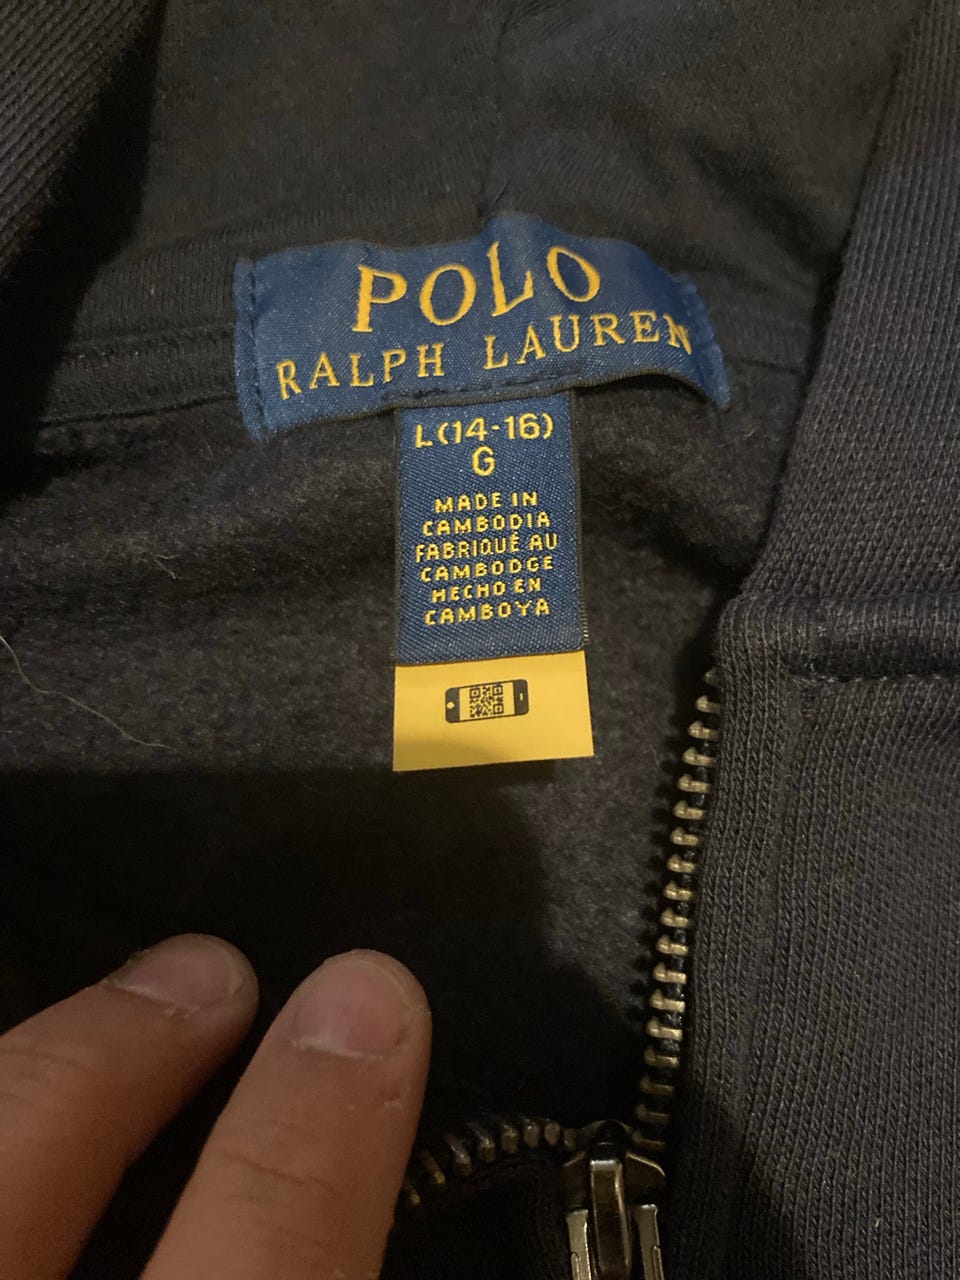 POLO
RALPH LAUREN
L(14-16)
G
MADE IN
CAMBODIA
FABRIQUÉ AU
CAMBODGE
HECHO EN
CAMBOYA